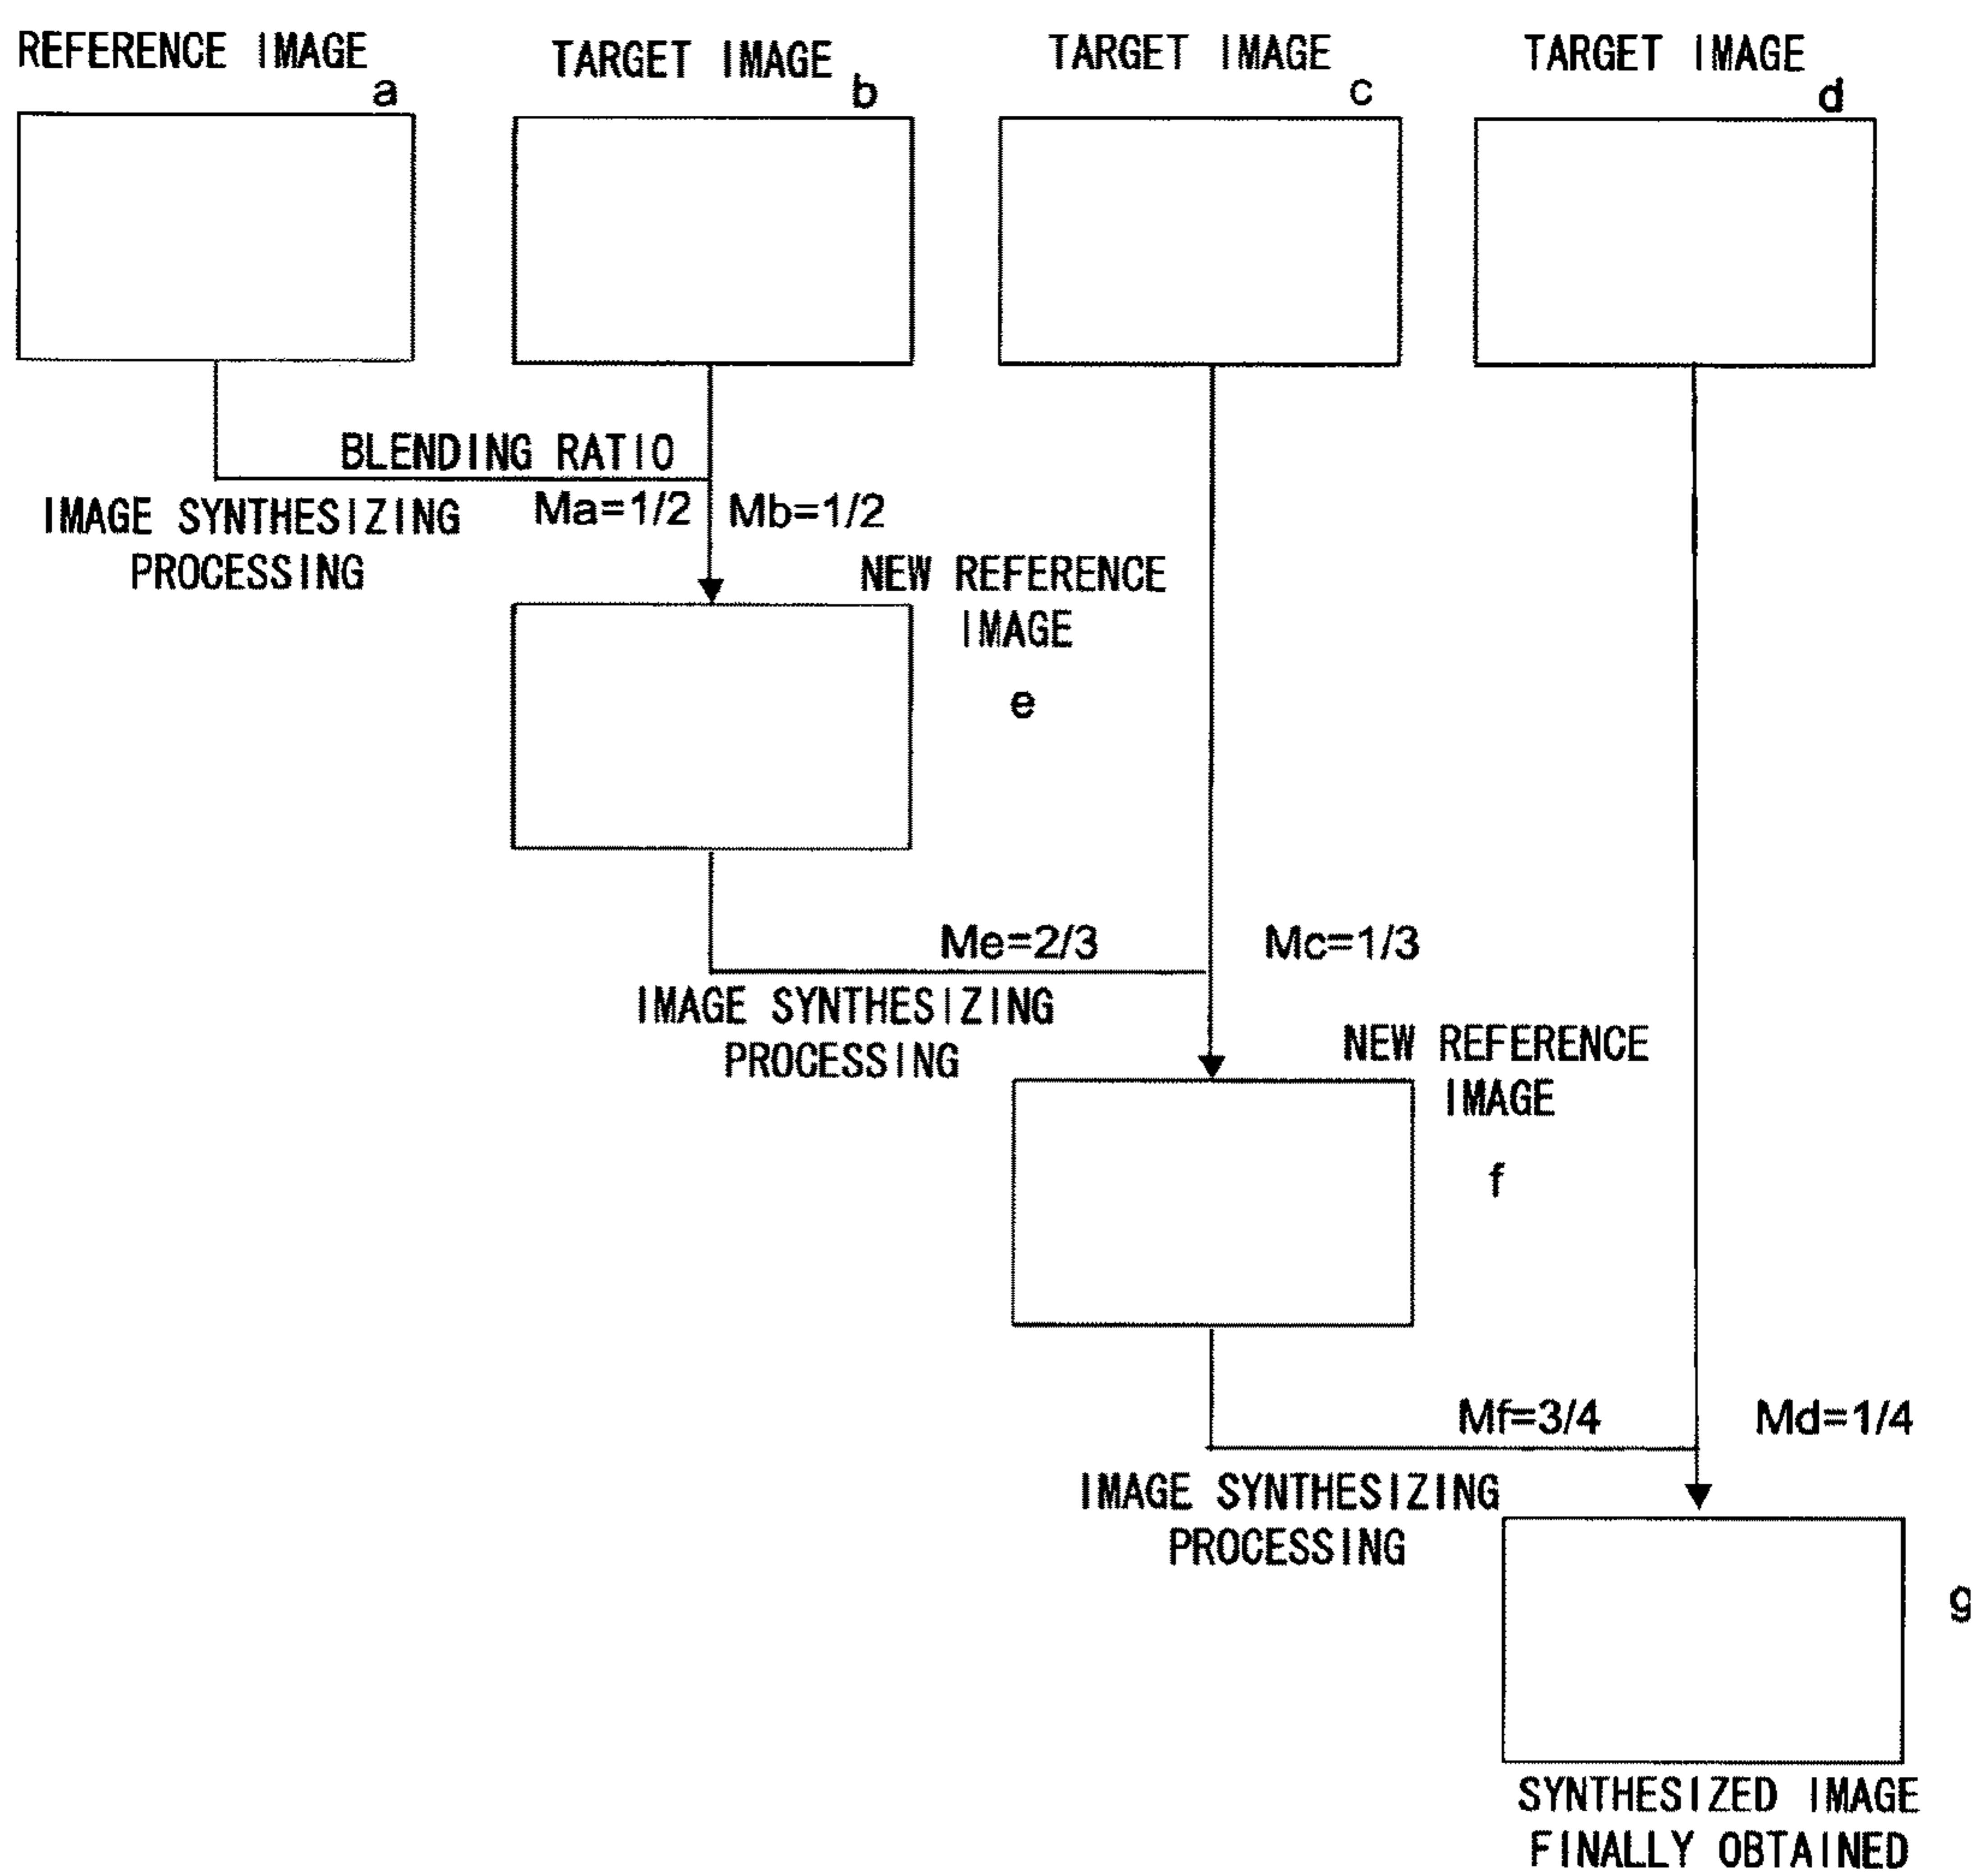 REFERENCE IMAGE
a
TARGET IMAGE
b
TARGET IMAGE
c
TARGET IMAGE
d
BLENDING RATIO
Ma=1/2 Mb=1/2
IMAGE SYNTHESIZING
PROCESSING
NEW REFERENCE
IMAGE
e
Me=2/3 Mc=1/3
IMAGE SYNTHESIZING
PROCESSING
NEW REFERENCE
IMAGE
f
Mf=3/4 Md=1/4
IMAGE SYNTHESIZING
PROCESSING
g
SYNTHESIZED IMAGE
FINALLY OBTAINED